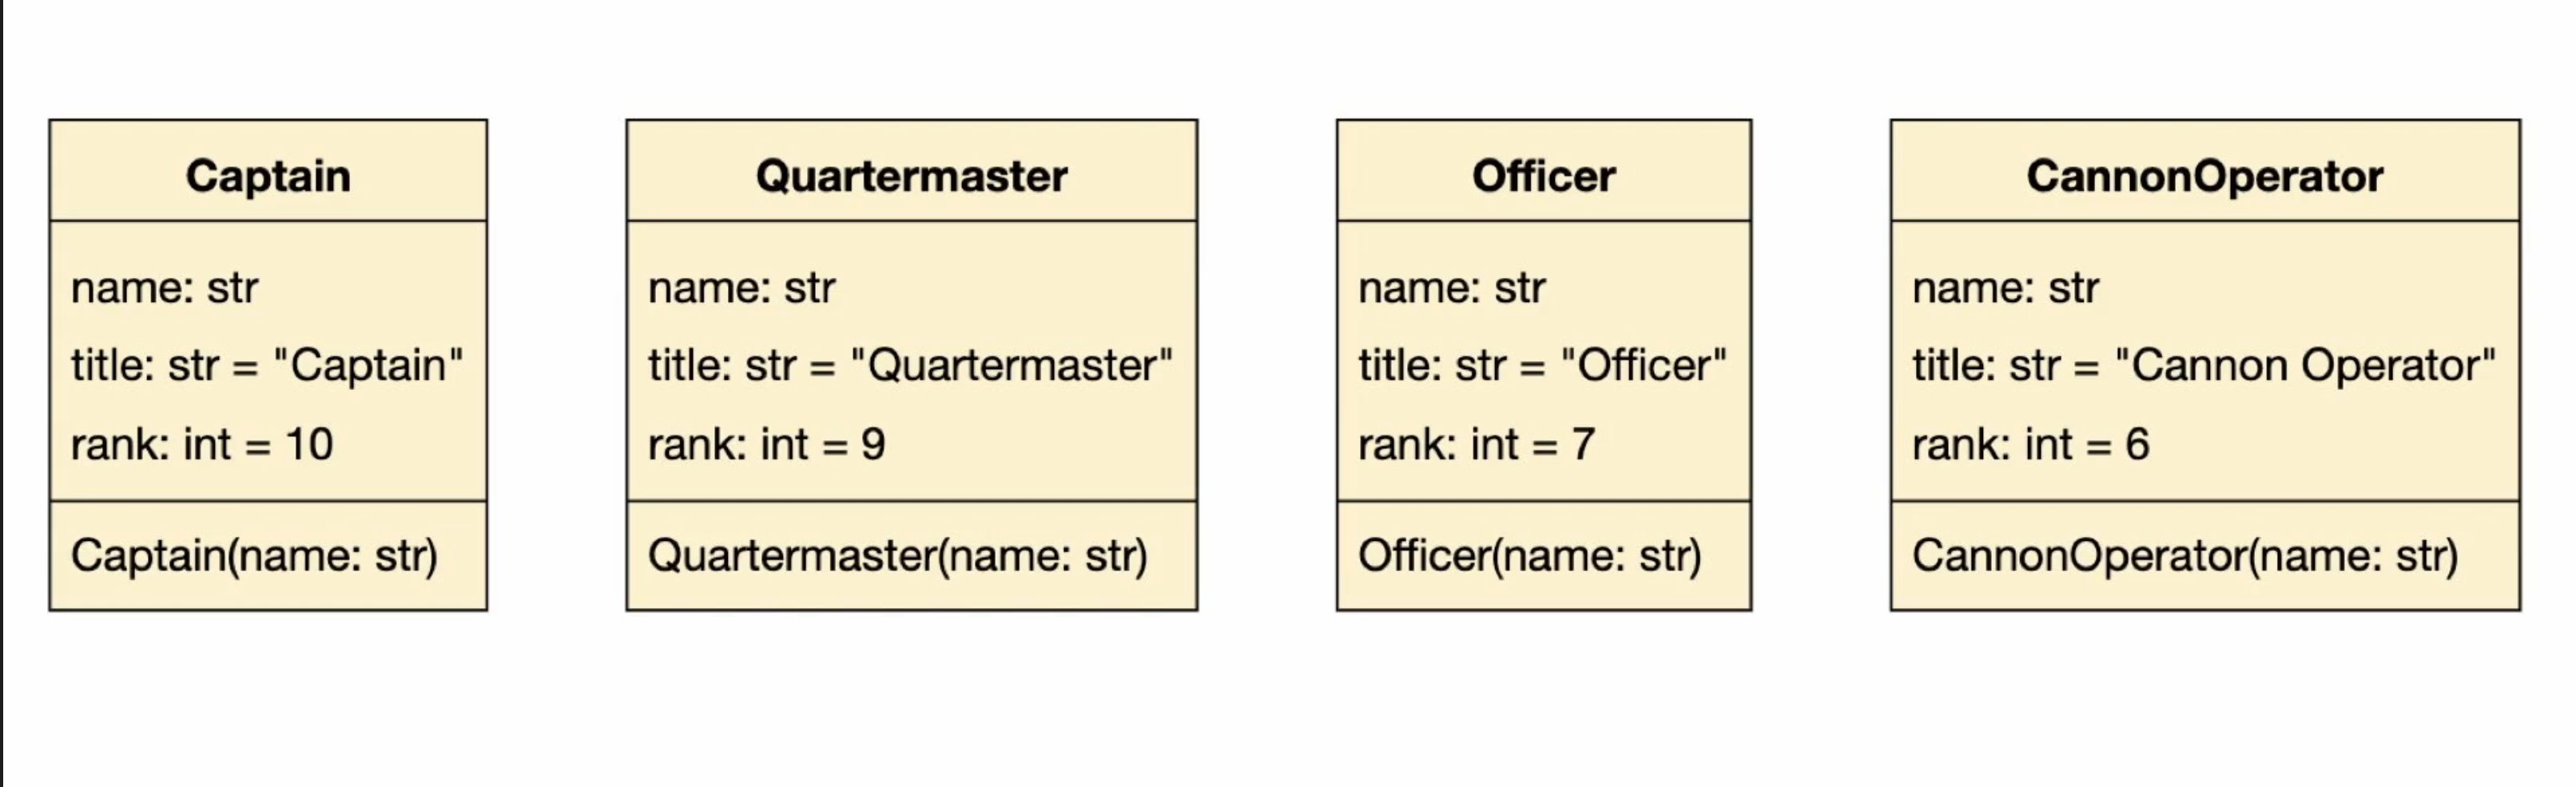 Captain
name: str
title: str = "Captain"
rank: int = 10
Captain(name: str)
Quartermaster
name: str
title: str = "Quartermaster"
rank: int = 9
Quartermaster(name: str)
Officer
name: str
title: str = "Officer"
rank: int = 7
Officer(name: str)
CannonOperator
name: str
title: str = "Cannon Operator"
rank: int = 6
CannonOperator(name: str)